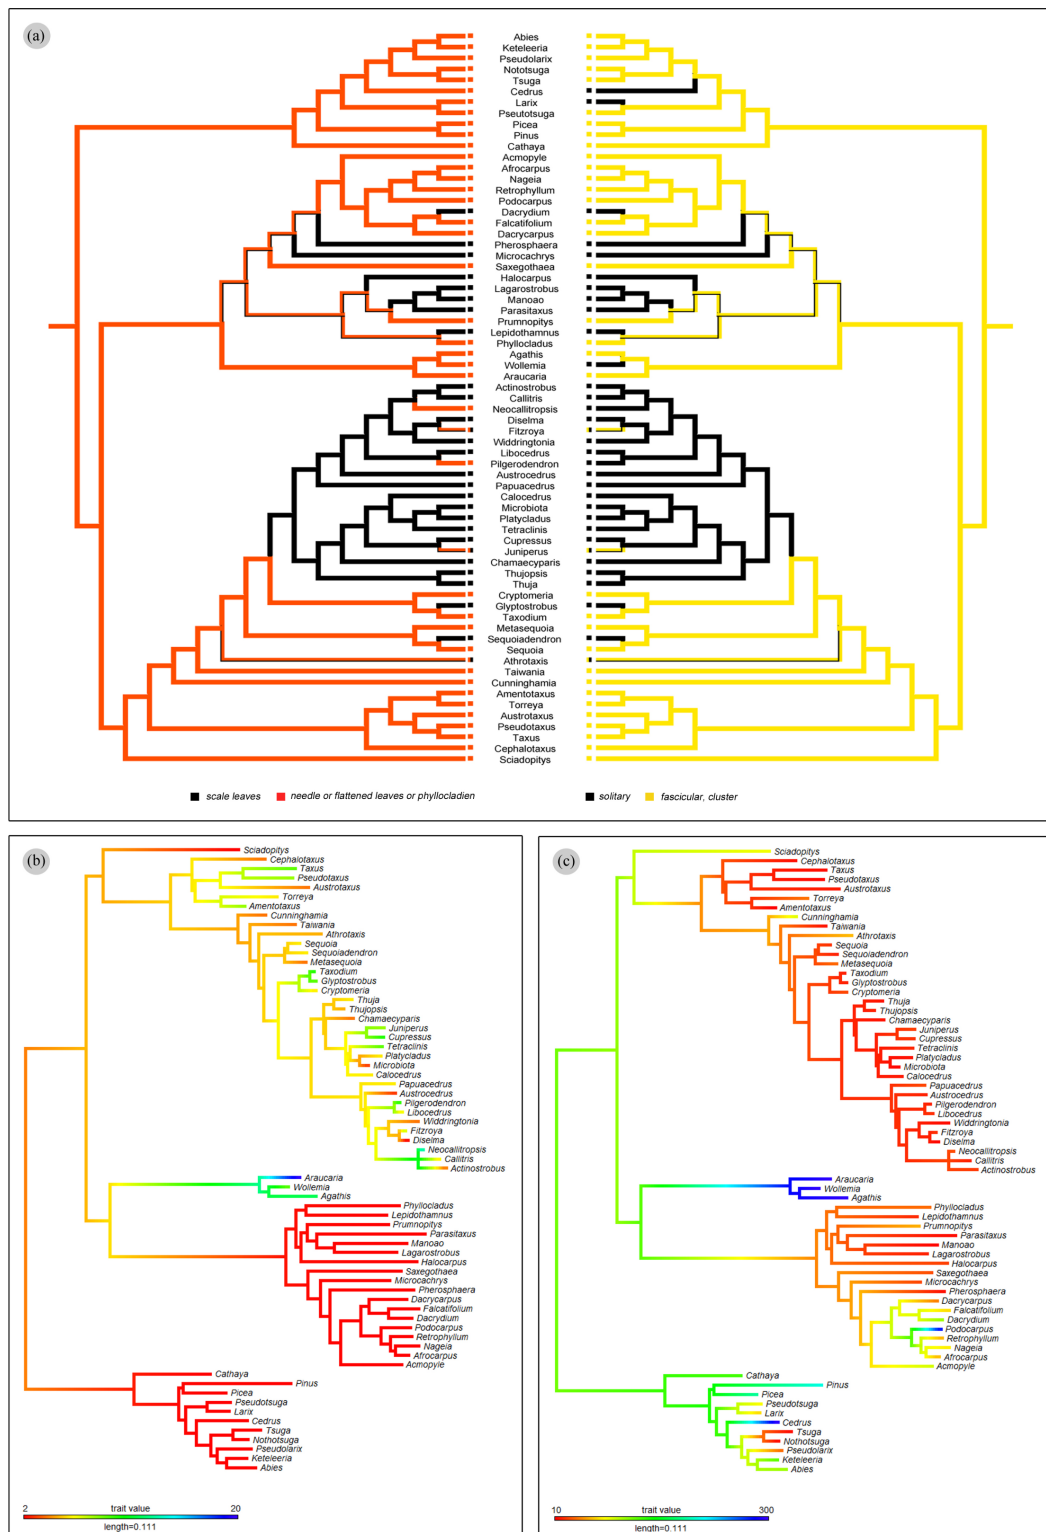 (a)
Abies
Keteleeria
Pseudolarix
Nototsuga
Tsuga
Cedrus
Larix
Pseutotsuga
Picea
Pinus
Cathaya
Acmopyle
Afrocarpus
Nageia
Retrophyllum
Podocarpus
Dacrydium
Falcatifolium
Dacrycarpus
Pherosphaera
Microcachrys
Saxegothaea
Halocarpus
Lagarostrobus
Manoao
Parasitaxus
Prumnopitys
Lepidothamnus
Phyllocladus
Agathis
Wollemia
Araucaria
Actinostrobus
Callitris
Neocallitropsis
Diselma
Fitzroya
Widdringtonia
Libocedrus
Pilgerodendron
Austrocedrus
Papuacedrus
Calocedrus
Microbiota
Platycladus
Tetraclinis
Cupressus
Juniperus
Chamaecyparis
Thujopsis
Thuja
Cryptomeria
Glyptostrobus
Taxodium
Metasequoia
Sequoiadendron
Sequoia
Athrotaxis
Taiwania
Cunninghamia
Amentotaxus
Torreya
Austrotaxus
Pseudotaxus
Taxus
Cephalotaxus
Sciadopitys
scale leaves needle or flattened leaves or phyllocladien solitary fascicular, cluster
(b)
Sciadopitys
Cephalotaxus
Taxus
Pseudotaxus
Austrotaxus
Torreya
Amentotaxus
Cunninghamia
Taiwania
Athrotaxis
Sequoia
Sequoiadendron
Metasequoia
Taxodium
Glyptostrobus
Cryptomeria
Thuja
Thujopsis
Chamaecyparis
Juniperus
Cupressus
Tetraclinis
Platycladus
Microbiota
Calocedrus
Papuacedrus
Austrocedrus
Pilgerodendron
Libocedrus
Widdringtonia
Fitzroya
Diselma
Neocallitropsis
Callitris
Actinostrobus
Araucaria
Wollemia
Agathis
Phyllocladus
Lepidothamnus
Prumnopitys
Parasitaxus
Manoao
Lagarostrobus
Halocarpus
Saxegothaea
Microcachrys
Pherosphaera
Dacrycarpus
Falcatifolium
Dacrydium
Podocarpus
Retrophyllum
Nageia
Afrocarpus
Acmopyle
Cathaya
Pinus
Picea
Pseudotsuga
Larix
Cedrus
Tsuga
Nothotsuga
Pseudolarix
Keteleeria
Abies
2 trait value 20
length=0.111
(c)
Sciadopitys
Cephalotaxus
Taxus
Pseudotaxus
Austrotaxus
Torreya
Amentotaxus
Cunninghamia
Taiwania
Athrotaxis
Sequoia
Sequoiadendron
Metasequoia
Taxodium
Glyptostrobus
Cryptomeria
Thuja
Thujopsis
Chamaecyparis
Juniperus
Cupressus
Tetraclinis
Platycladus
Microbiota
Calocedrus
Papuacedrus
Austrocedrus
Pilgerodendron
Libocedrus
Widdringtonia
Fitzroya
Diselma
Neocallitropsis
Callitris
Actinostrobus
Araucaria
Wollemia
Agathis
Phyllocladus
Lepidothamnus
Prumnopitys
Parasitaxus
Manoao
Lagarostrobus
Halocarpus
Saxegothaea
Microcachrys
Pherosphaera
Dacrycarpus
Falcatifolium
Dacrydium
Podocarpus
Retrophyllum
Nageia
Afrocarpus
Acmopyle
Cathaya
Pinus
Picea
Pseudotsuga
Larix
Cedrus
Tsuga
Nothotsuga
Pseudolarix
Keteleeria
Abies
10 trait value 300
length=0.111